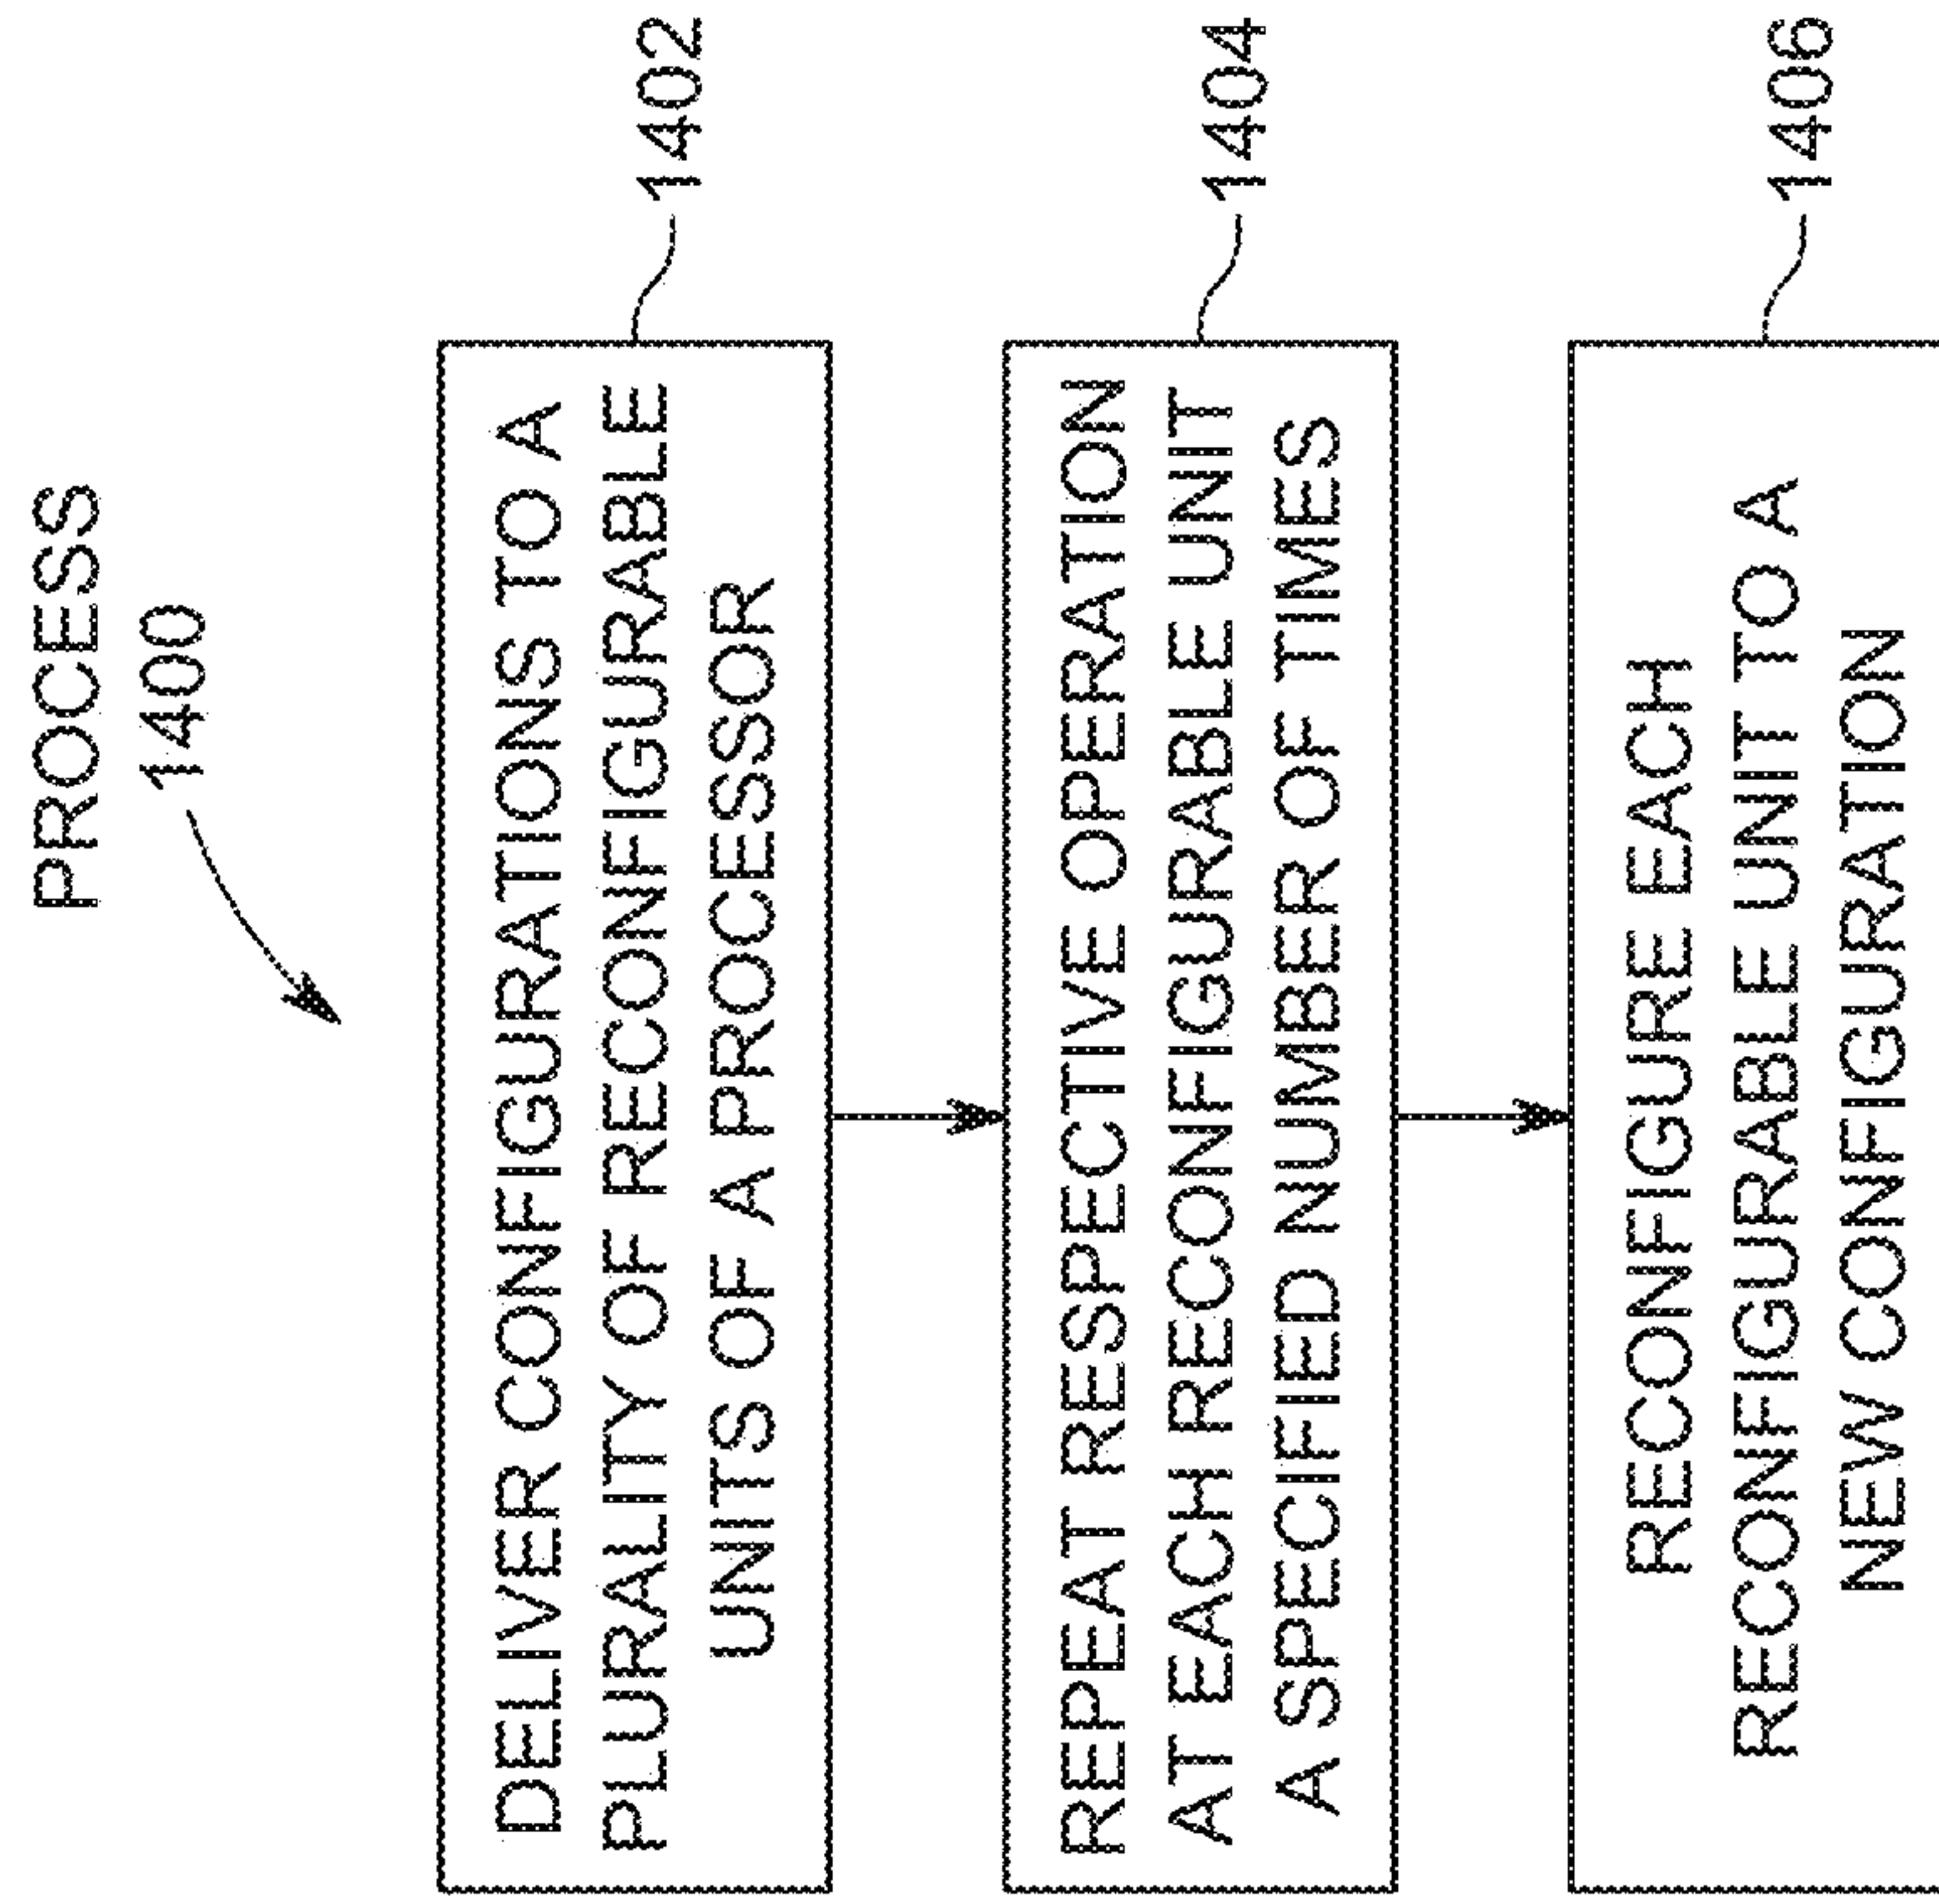 PROCESS
1400
DELIVER CONFIGURATIONS TO A
PLURALITY OF RECONFIGURABLE
UNITS OF A PROCESSOR
1402
REPEAT RESPECTIVE OPERATION
AT EACH RECONFIGURABLE UNIT
A SPECIFIED NUMBER OF TIMES
1404
RECONFIGURE EACH
RECONFIGURABLE UNIT TO A
NEW CONFIGURATION
1406